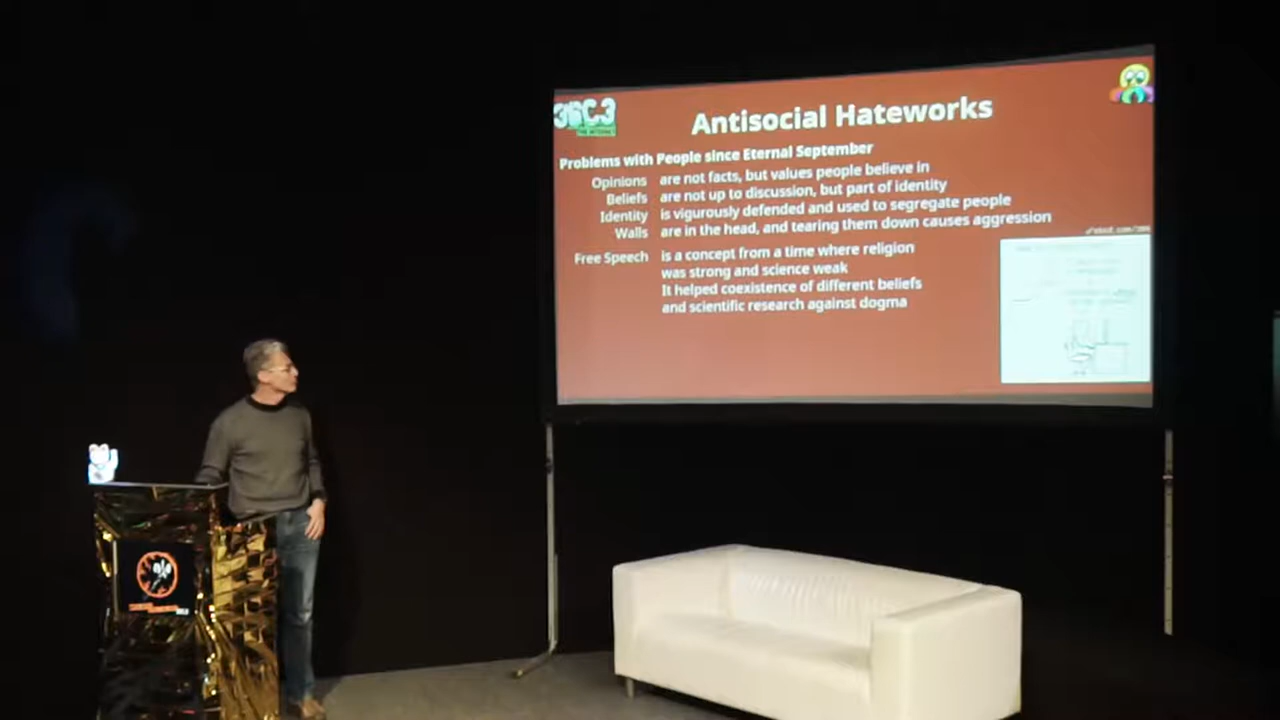 Antisocial Hateworks
Problems with People since Eternal September
Opinions are not facts, but values people believe in
Beliefs are not up to discussion, but part of identity
Identity is vigurously defended and used to segregate people
Walls are in the head, and tearing them down causes aggression
Free Speech is a concept from a time where religion
was strong and science weak
It helped coexistence of different beliefs
and scientific research against dogma